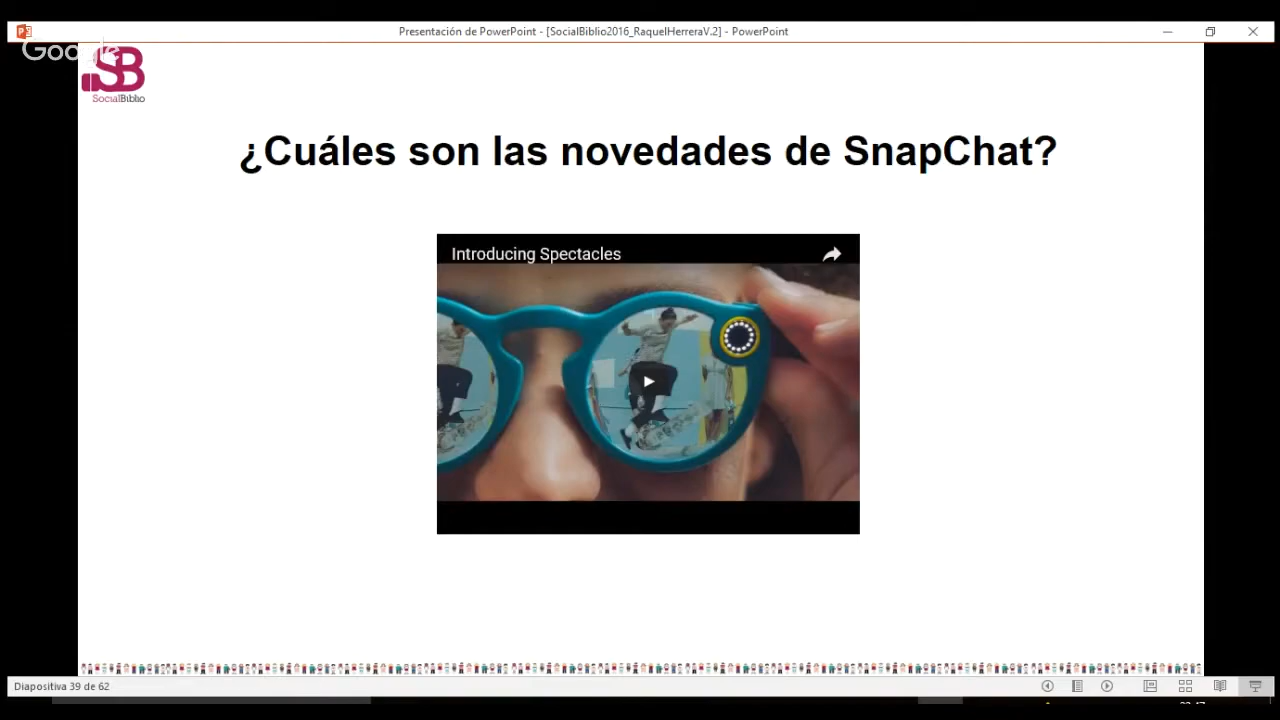 Presentación de PowerPoint - [SocialBiblio2016_RaquelHerreraV.2] - PowerPoint
Google
SB
SocialBiblio
¿Cuáles son las novedades de SnapChat?
Introducing Spectacles
Diapositiva 39 de 62